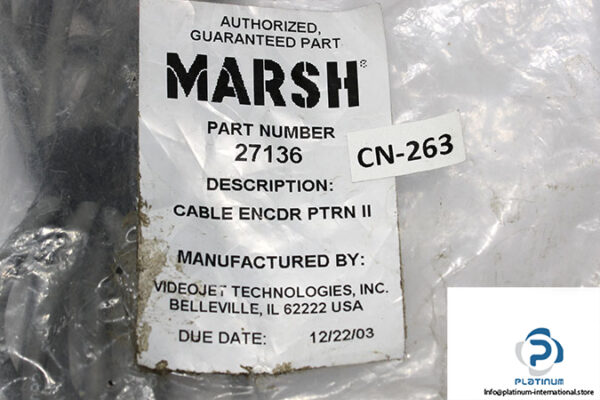 AUTHORIZED,
GUARANTEED PART
MARSH®
PART NUMBER
27136
CN-263
DESCRIPTION:
CABLE ENCDR PTRN II
MANUFACTURED BY:
VIDEOJET TECHNOLOGIES, INC.
BELLEVILLE, IL 62222 USA
DUE DATE: 12/22/03
PLATINUM
Info@platinum-international.store